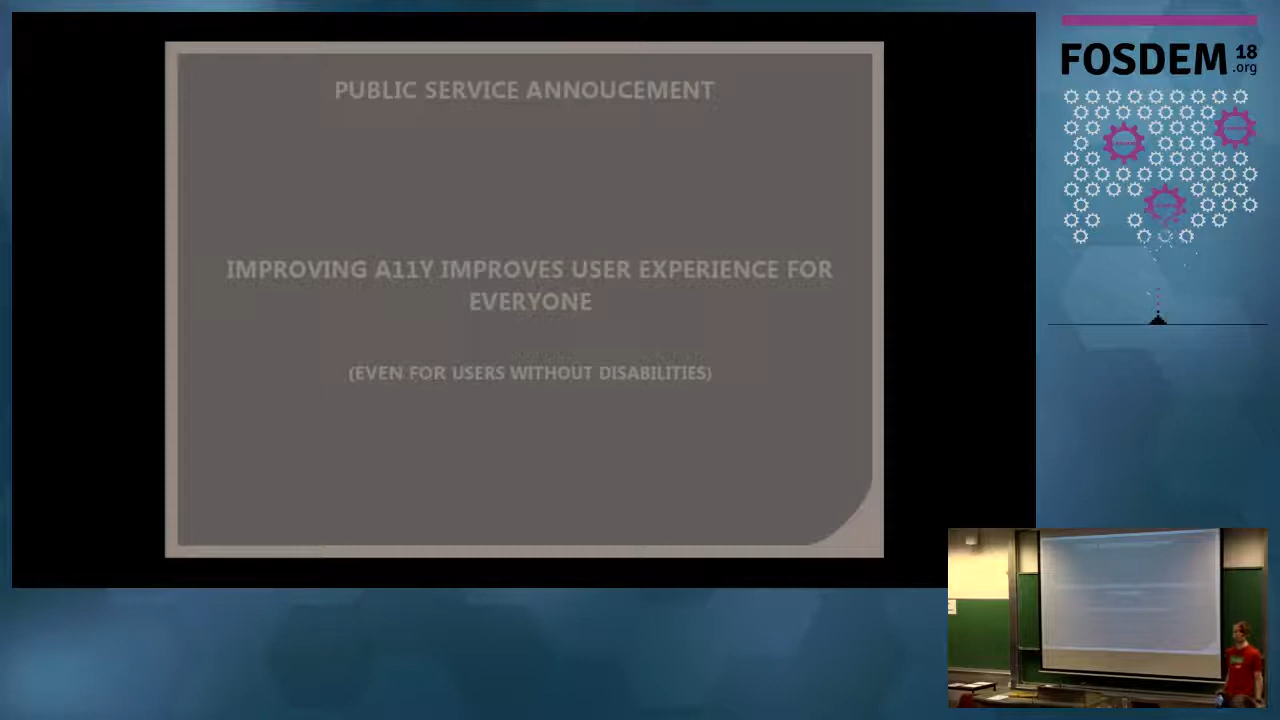 PUBLIC SERVICE ANNOUCEMENT
IMPROVING A11Y IMPROVES USER EXPERIENCE FOR
EVERYONE
(EVEN FOR USERS WITHOUT DISABILITIES)
FOSDEM 18
.org